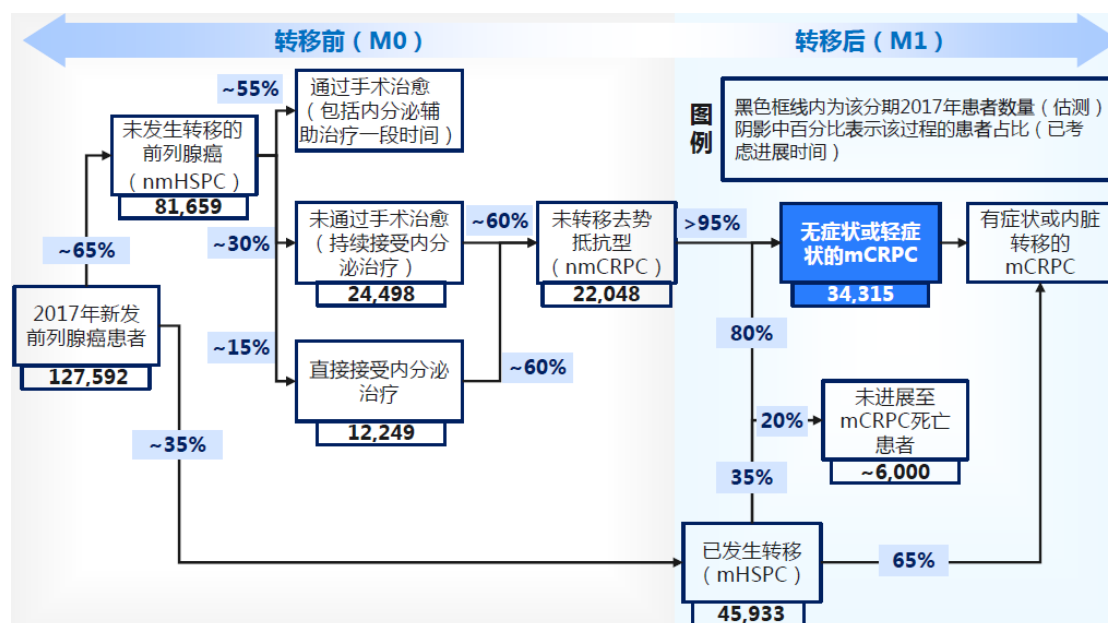 转移前（M0）
转移后（M1）
~55%
通过手术治愈
（包括内分泌辅
助治疗一段时间）
图
例
黑色框线内为该分期2017年患者数量（估测）
阴影中百分比表示该过程的患者占比（已考
虑进展时间）
未发生转移的
前列腺癌
（nmHSPC）
81,659
~65%
~30%
未通过手术治愈
（持续接受内分
泌治疗）
24,498
~60%
未转移去势
抵抗型
（nmCRPC）
22,048
>95%
无症状或轻症
状的mCRPC
34,315
有症状或内脏
转移的
mCRPC
2017年新发
前列腺癌患者
127,592
~15%
直接接受内分泌
治疗
12,249
~60%
80%
20%
未进展至
mCRPC死亡
患者
~6,000
~35%
35%
已发生转移
（mHSPC）
45,933
65%